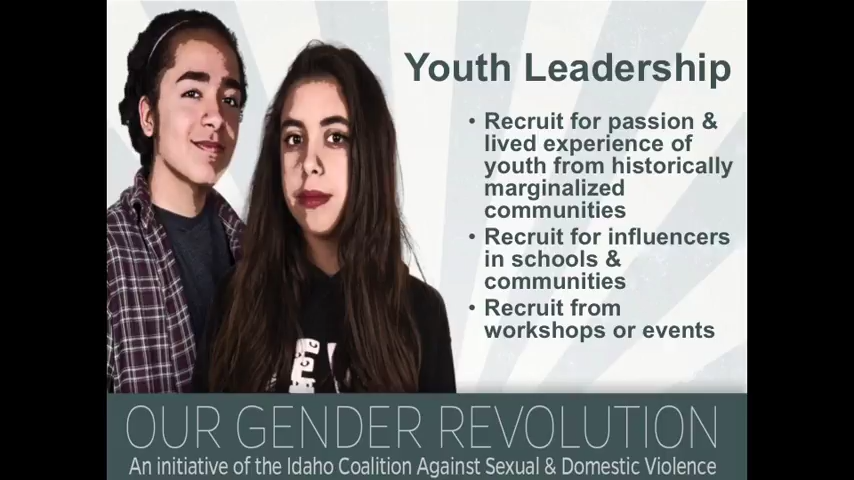 Youth Leadership
• Recruit for passion &
lived experience of
youth from historically
marginalized
communities
• Recruit for influencers
in schools &
communities
• Recruit from
workshops or events
OUR GENDER REVOLUTION
An initiative of the Idaho Coalition Against Sexual & Domestic Violence